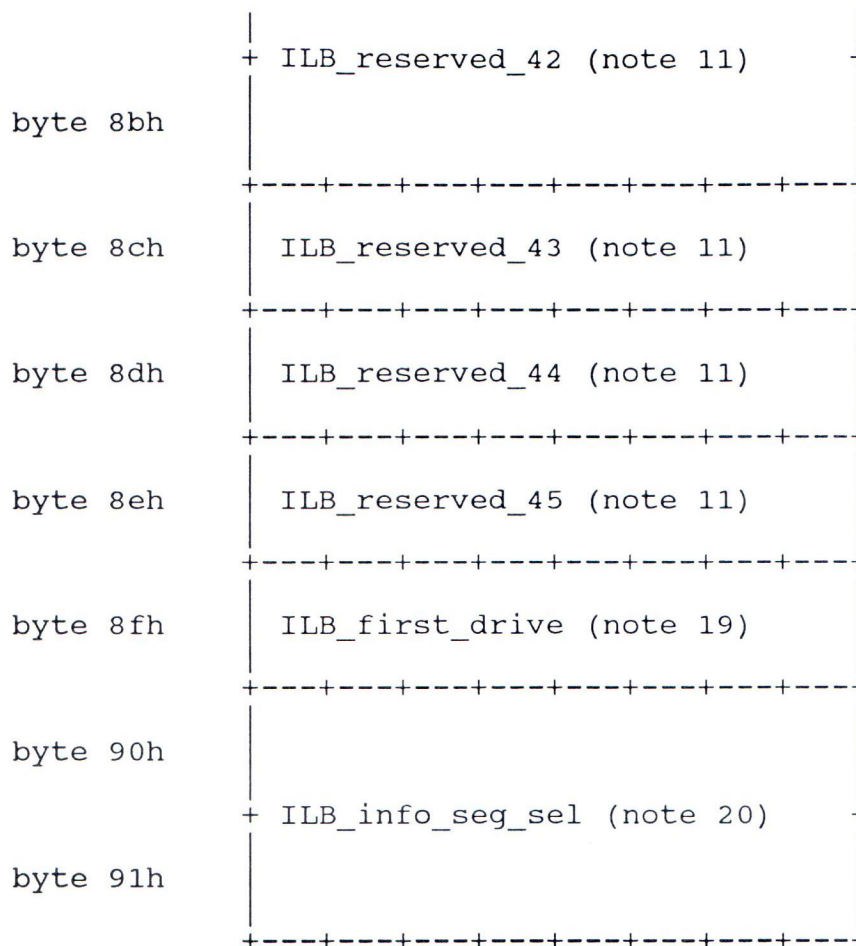 + ILB_reserved_42 (note 11) -
byte 8bh
+---+---+---+---+---+---+---+----
byte 8ch | ILB_reserved_43 (note 11)
+---+---+---+---+---+---+---+----
byte 8dh | ILB_reserved_44 (note 11)
+---+---+---+---+---+---+---+----
byte 8eh | ILB_reserved_45 (note 11)
+---+---+---+---+---+---+---+----
byte 8fh | ILB_first_drive (note 19)
+---+---+---+---+---+---+---+----
byte 90h
+ ILB_info_seg_sel (note 20) -
byte 91h
+---+---+---+---+---+---+---+----